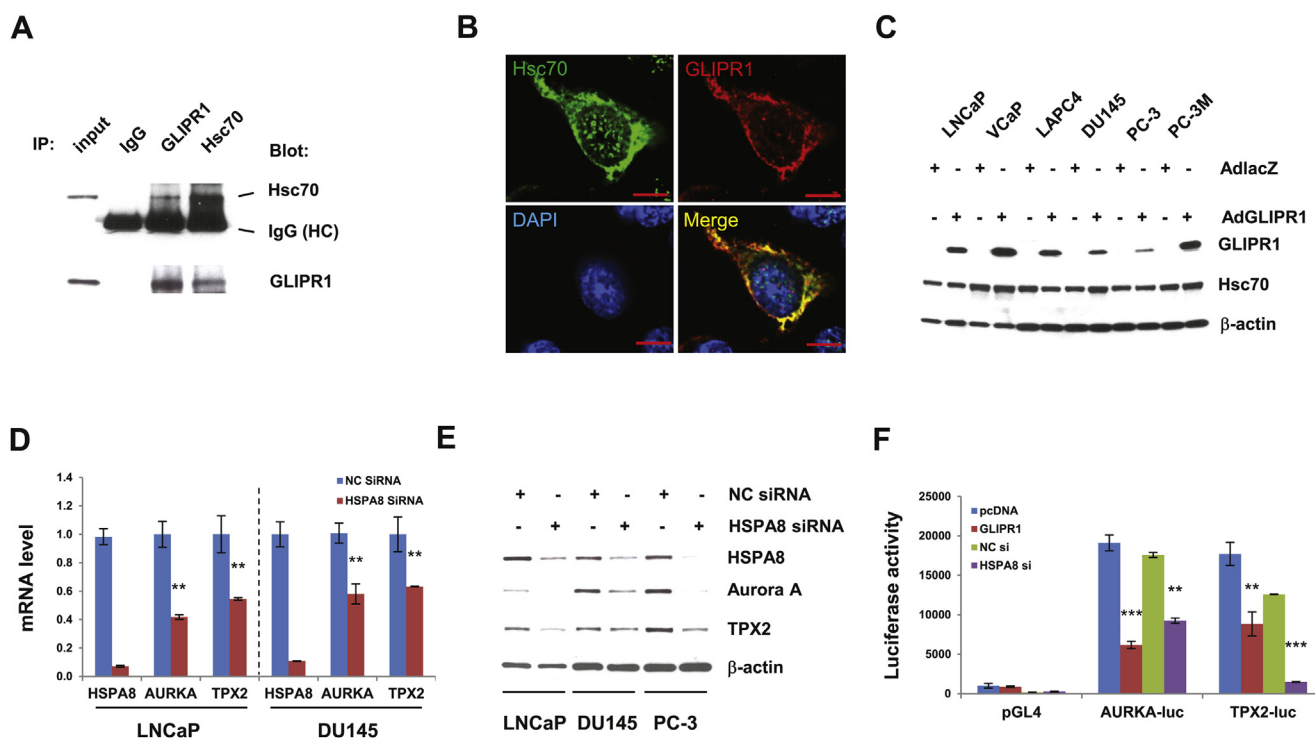 A
IP: input IgG GLIPR1 Hsc70 Blot:
Hsc70
IgG (HC)
GLIPR1
B
Hsc70 GLIPR1
DAPI Merge
C
LNCaP VCaP LAPC4 DU145 PC-3 PC-3M
+ - + - + - + - + - + - AdlacZ
- + - + - + - + - + - + AdGLIPR1
GLIPR1
Hsc70
β-actin
D
mRNA level
1.4
1.2
1.0
0.8
0.6
0.4
0.2
0.0
NC SiRNA
HSPA8 SiRNA
** ** ** **
HSPA8 AURKA TPX2 HSPA8 AURKA TPX2
LNCaP DU145
E
+ - + - + - NC siRNA
- + - + - + HSPA8 siRNA
HSPA8
Aurora A
TPX2
β-actin
LNCaP DU145 PC-3
F
Luciferase activity
25000
20000
15000
10000
5000
0
pcDNA
GLIPR1
NC si
HSPA8 si
*** ** ** ***
pGL4 AURKA-luc TPX2-luc